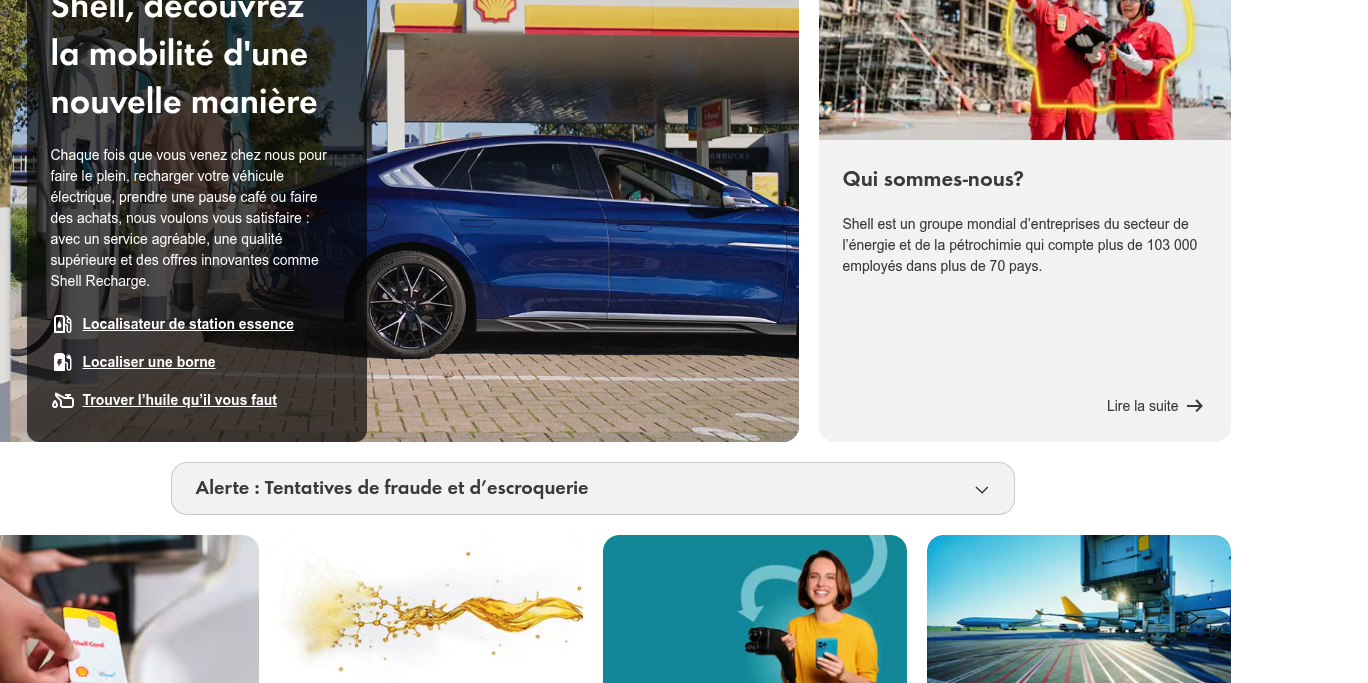 Shell, découvrez
la mobilité d'une
nouvelle manière
Chaque fois que vous venez chez nous pour
faire le plein, recharger votre véhicule
électrique, prendre une pause café ou faire
des achats, nous voulons vous satisfaire :
avec un service agréable, une qualité
supérieure et des offres innovantes comme
Shell Recharge.
Localisateur de station essence
Localiser une borne
Trouver l’huile qu’il vous faut
Qui sommes-nous?
Shell est un groupe mondial d’entreprises du secteur de
l’énergie et de la pétrochimie qui compte plus de 103 000
employés dans plus de 70 pays.
Lire la suite
Alerte : Tentatives de fraude et d’escroquerie
Shell Card